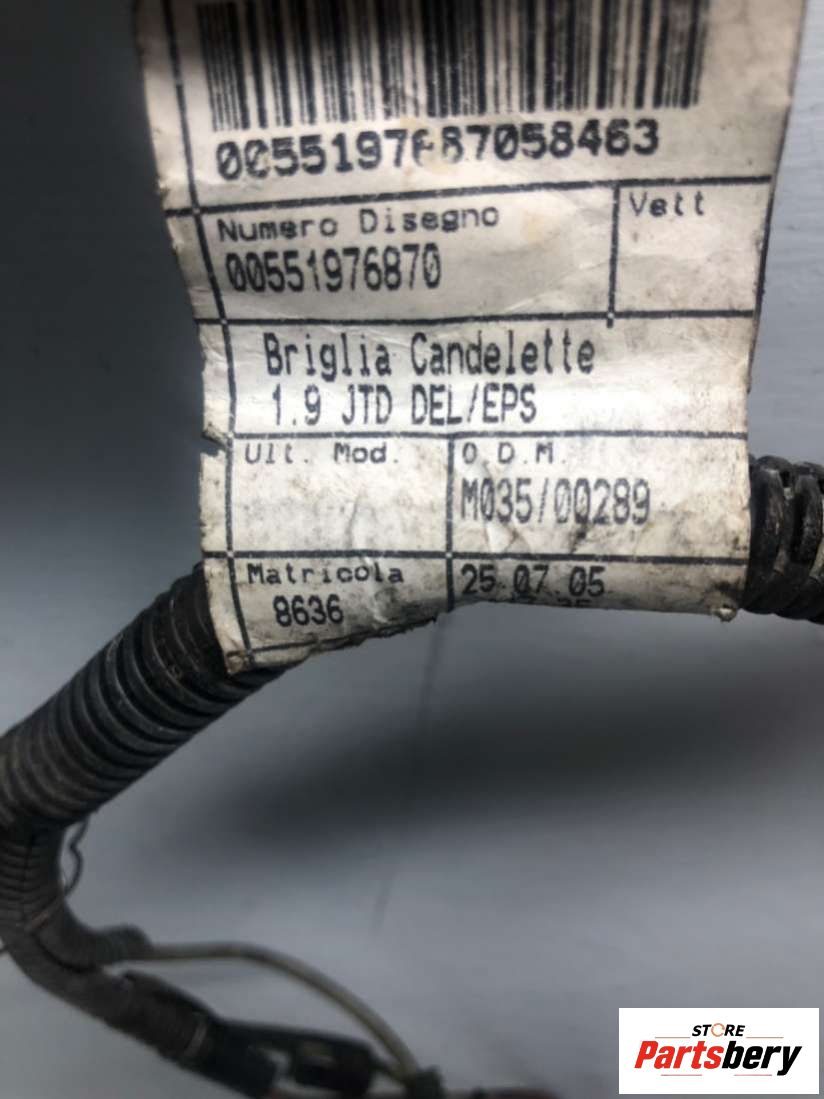 0055197687058463
Numero Disegno
Vett
00551976870
Briglia Candelette
1.9 JTD DEL/EPS
Ult. Mod.
O.D.M.
M035/00289
Matricola
25.07.05
8636
STORE
Partsbery